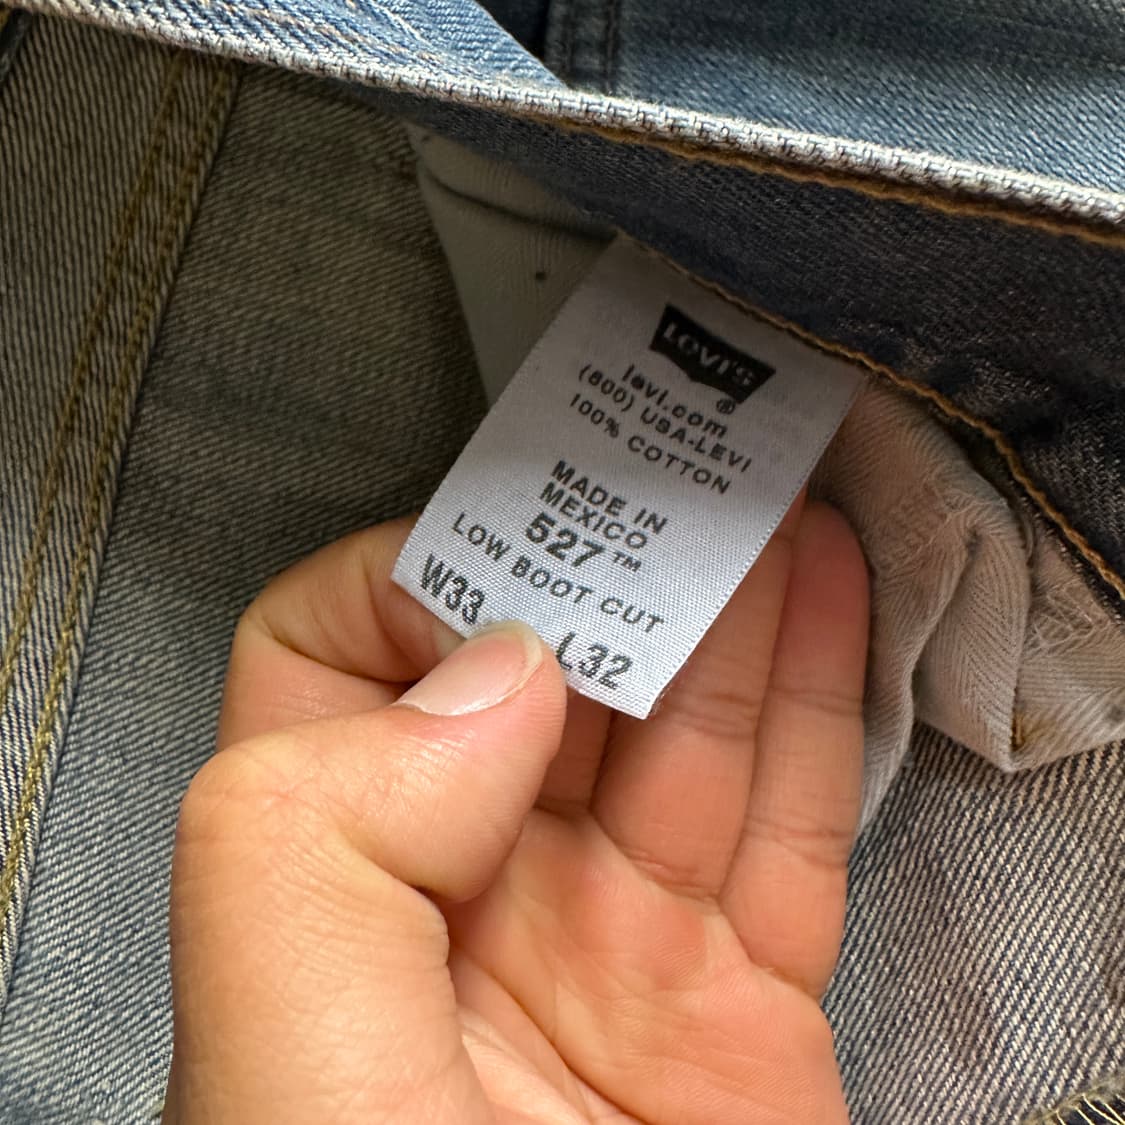 LEVI'S
®
levi.com
(800) USA-LEVI
100% COTTON
MADE IN
MEXICO
527™
LOW BOOT CUT
W33 L32